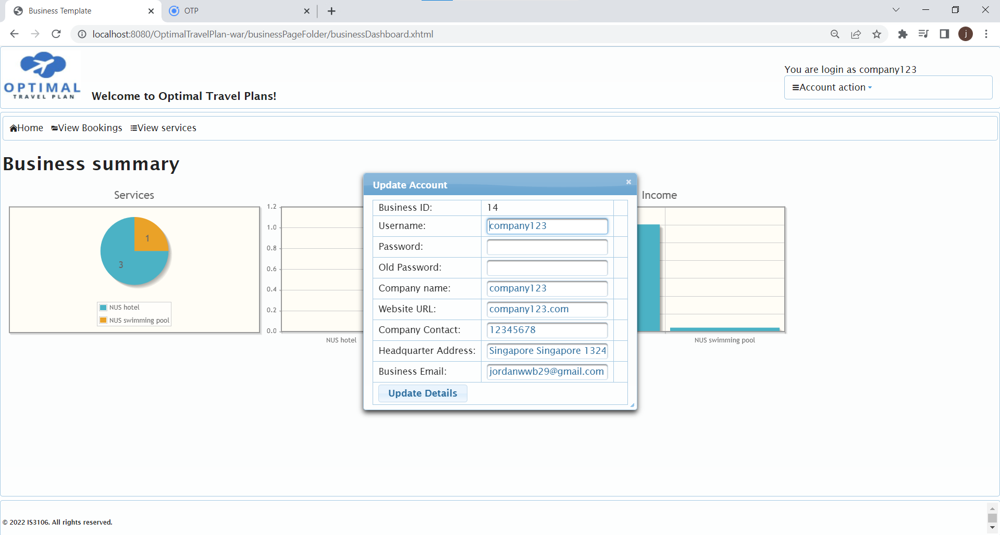 Business Template
OTP
localhost:8080/OptimalTravelPlan-war/businessPageFolder/businessDashboard.xhtml
j
OPTIMAL
TRAVEL PLAN
Welcome to Optimal Travel Plans!
You are login as company123
Account action
Home View Bookings View services
Business summary
Services
1
3
NUS hotel
NUS swimming pool
1.2
1.0
0.8
0.6
0.4
0.2
0.0
NUS hotel
Income
NUS swimming pool
Update Account
Business ID: 14
Username: company123
Password:
Old Password:
Company name: company123
Website URL: company123.com
Company Contact: 12345678
Headquarter Address: Singapore Singapore 1324
Business Email: jordanwwb29@gmail.com
Update Details
© 2022 IS3106. All rights reserved.